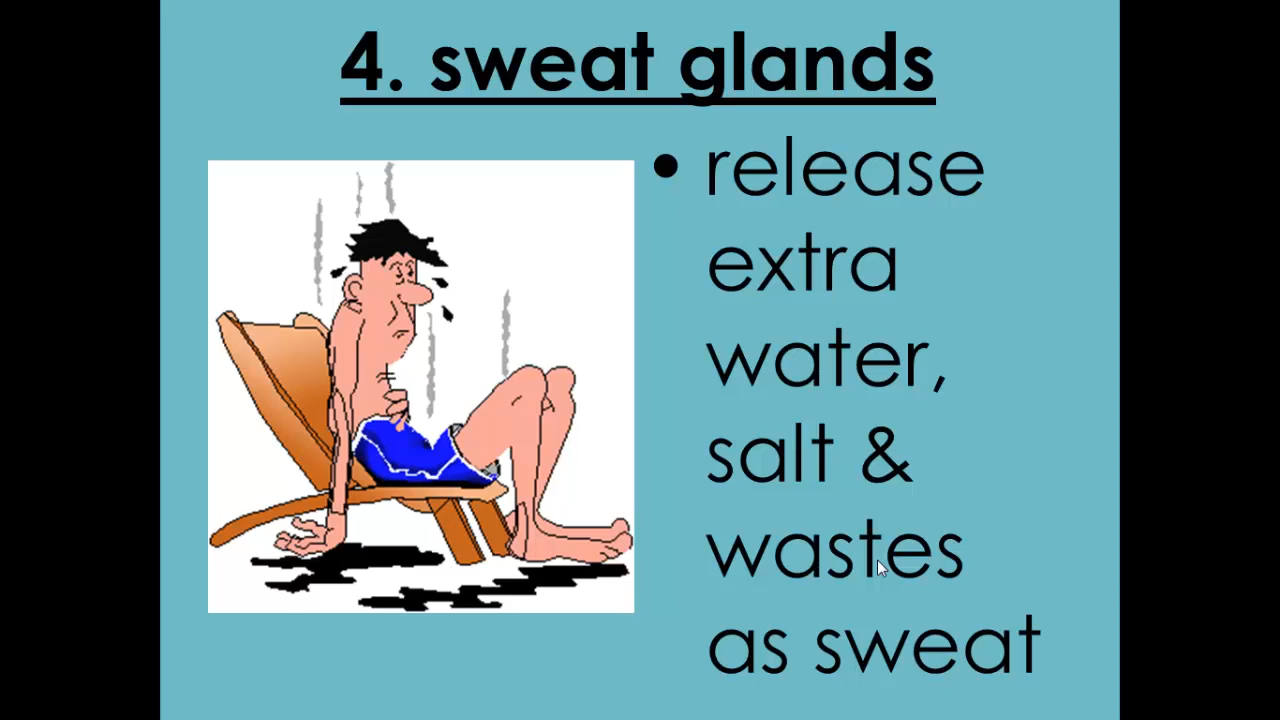 4. sweat glands
• release
extra
water,
salt &
wastes
as sweat